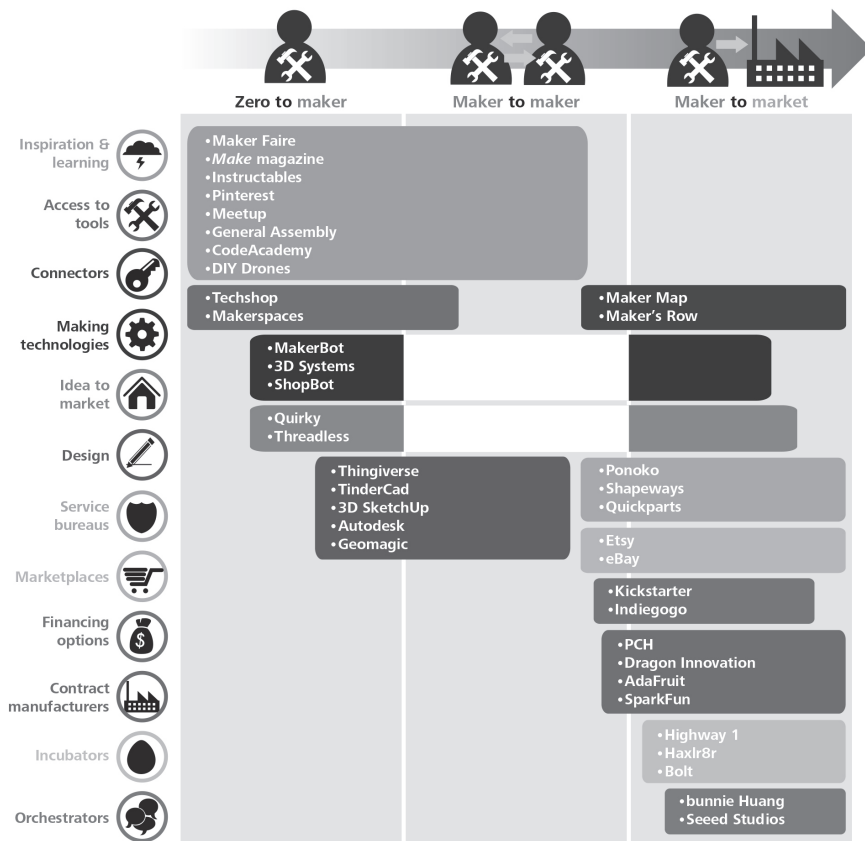 Zero to maker
Maker to maker
Maker to market
Inspiration &
learning
Access to
tools
Connectors
Making
technologies
Idea to
market
Design
Service
bureaus
Marketplaces
Financing
options
Contract
manufacturers
Incubators
Orchestrators
•Maker Faire
•Make magazine
•Instructables
•Pinterest
•Meetup
•General Assembly
•CodeAcademy
•DIY Drones
•Techshop
•Makerspaces
•Maker Map
•Maker's Row
•MakerBot
•3D Systems
•ShopBot
•Quirky
•Threadless
•Thingiverse
•TinderCad
•3D SketchUp
•Autodesk
•Geomagic
•Ponoko
•Shapeways
•Quickparts
•Etsy
•eBay
•Kickstarter
•Indiegogo
•PCH
•Dragon Innovation
•AdaFruit
•SparkFun
•Highway 1
•Haxlr8r
•Bolt
•bunnie Huang
•Seeed Studios
$